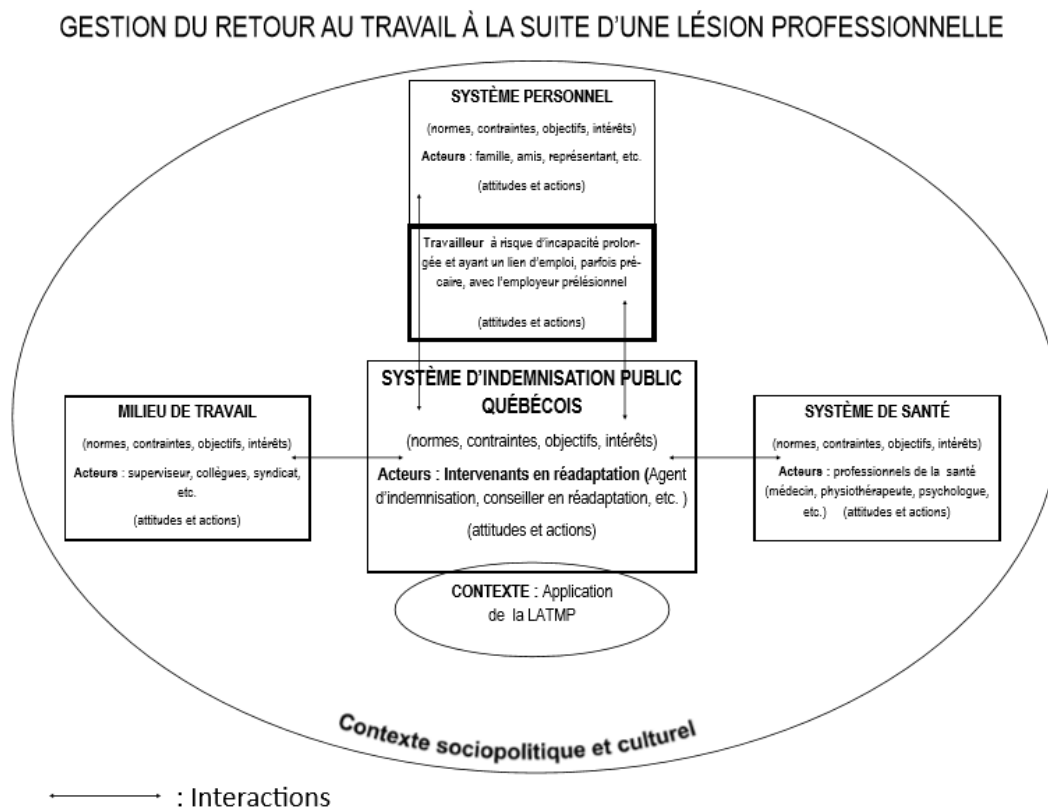 GESTION DU RETOUR AU TRAVAIL À LA SUITE D'UNE LÉSION PROFESSIONNELLE
SYSTÈME PERSONNEL
(normes, contraintes, objectifs, intérêts)
Acteurs : famille, amis, représentant, etc.
(attitudes et actions)
Travailleur à risque d'incapacité prolon-
gée et ayant un lien d'emploi, parfois pré-
caire, avec l'employeur prélésionnel
(attitudes et actions)
MILIEU DE TRAVAIL
(normes, contraintes, objectifs, intérêts)
Acteurs : superviseur, collègues, syndicat,
etc.
(attitudes et actions)
SYSTÈME D'INDEMNISATION PUBLIC
QUÉBÉCOIS
(normes, contraintes, objectifs, intérêts)
Acteurs : Intervenants en réadaptation (Agent
d'indemnisation, conseiller en réadaptation, etc. )
(attitudes et actions)
SYSTÈME DE SANTÉ
(normes, contraintes, objectifs, intérêts)
Acteurs : professionnels de la santé
(médecin, physiothérapeute, psychologue,
etc.) (attitudes et actions)
CONTEXTE : Application
de la LATMP
Contexte sociopolitique et culturel
: Interactions